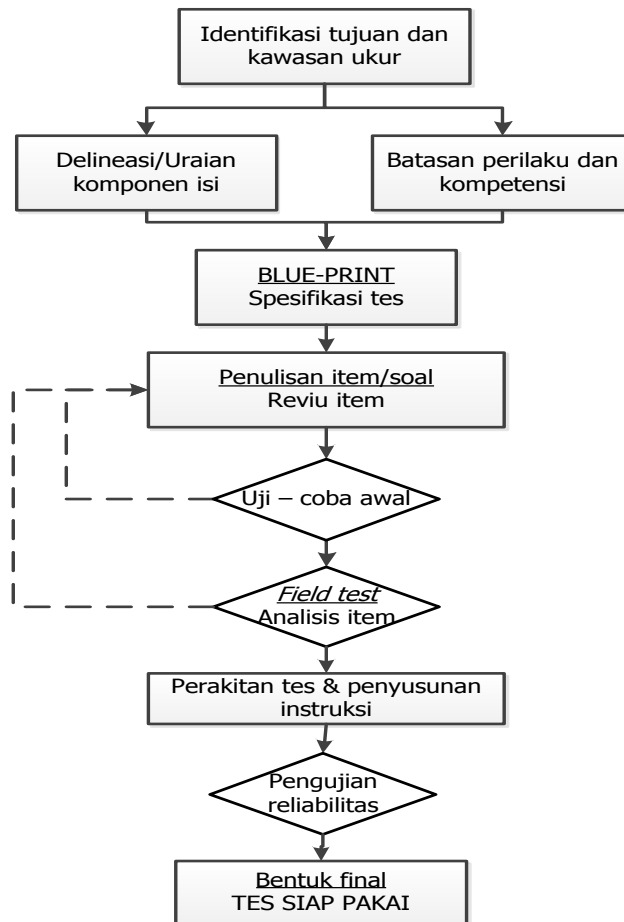 Identifikasi tujuan dan
kawasan ukur
Delineasi/Uraian
komponen isi
Batasan perilaku dan
kompetensi
BLUE-PRINT
Spesifikasi tes
Penulisan item/soal
Reviu item
Uji – coba awal
Field test
Analisis item
Perakitan tes & penyusunan
instruksi
Pengujian
reliabilitas
Bentuk final
TES SIAP PAKAI